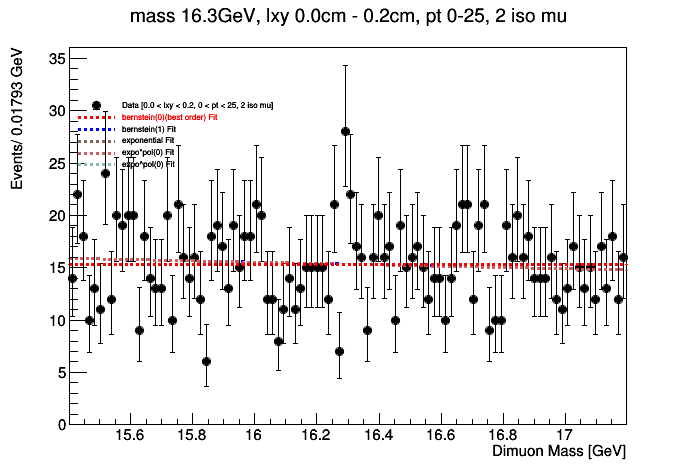 mass 16.3GeV, lxy 0.0cm - 0.2cm, pt 0-25, 2 iso mu
Events/ 0.01793 GeV
35
30
25
20
15
10
5
0
Data [0.0 < lxy < 0.2, 0 < pt < 25, 2 iso mu]
bernstein(0)(best order) Fit
bernstein(1) Fit
exponential Fit
expo*pol(0) Fit
expo^pol(0) Fit
15.6 15.8 16 16.2 16.4 16.6 16.8 17
Dimuon Mass [GeV]